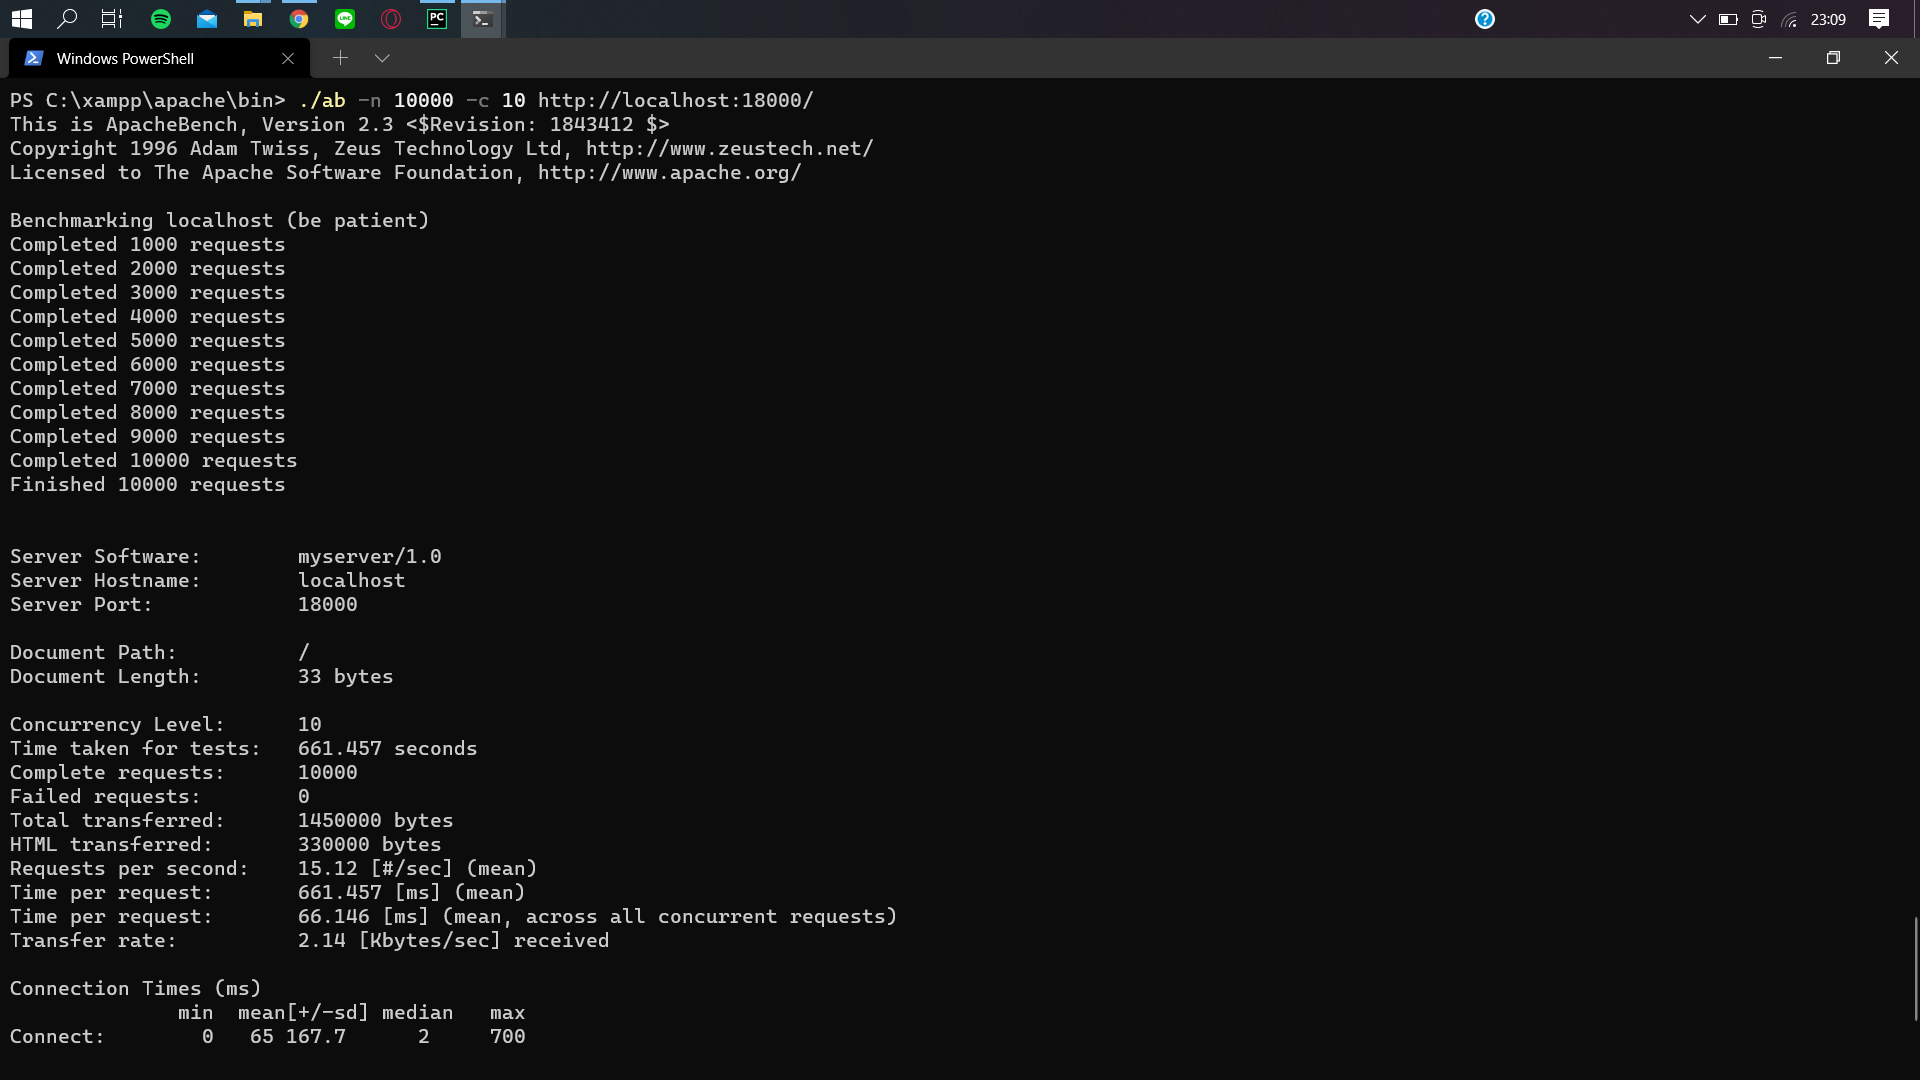 23:09
Windows PowerShell
PS C:\xampp\apache\bin> ./ab -n 10000 -c 10 http://localhost:18000/
This is ApacheBench, Version 2.3 <$Revision: 1843412 $>
Copyright 1996 Adam Twiss, Zeus Technology Ltd, http://www.zeustech.net/
Licensed to The Apache Software Foundation, http://www.apache.org/

Benchmarking localhost (be patient)
Completed 1000 requests
Completed 2000 requests
Completed 3000 requests
Completed 4000 requests
Completed 5000 requests
Completed 6000 requests
Completed 7000 requests
Completed 8000 requests
Completed 9000 requests
Completed 10000 requests
Finished 10000 requests

Server Software:        myserver/1.0
Server Hostname:        localhost
Server Port:            18000

Document Path:          /
Document Length:        33 bytes

Concurrency Level:      10
Time taken for tests:   661.457 seconds
Complete requests:      10000
Failed requests:        0
Total transferred:      1450000 bytes
HTML transferred:       330000 bytes
Requests per second:    15.12 [#/sec] (mean)
Time per request:       661.457 [ms] (mean)
Time per request:       66.146 [ms] (mean, across all concurrent requests)
Transfer rate:          2.14 [Kbytes/sec] received

Connection Times (ms)
              min  mean[+/-sd] median   max
Connect:        0   65 167.7      2     700